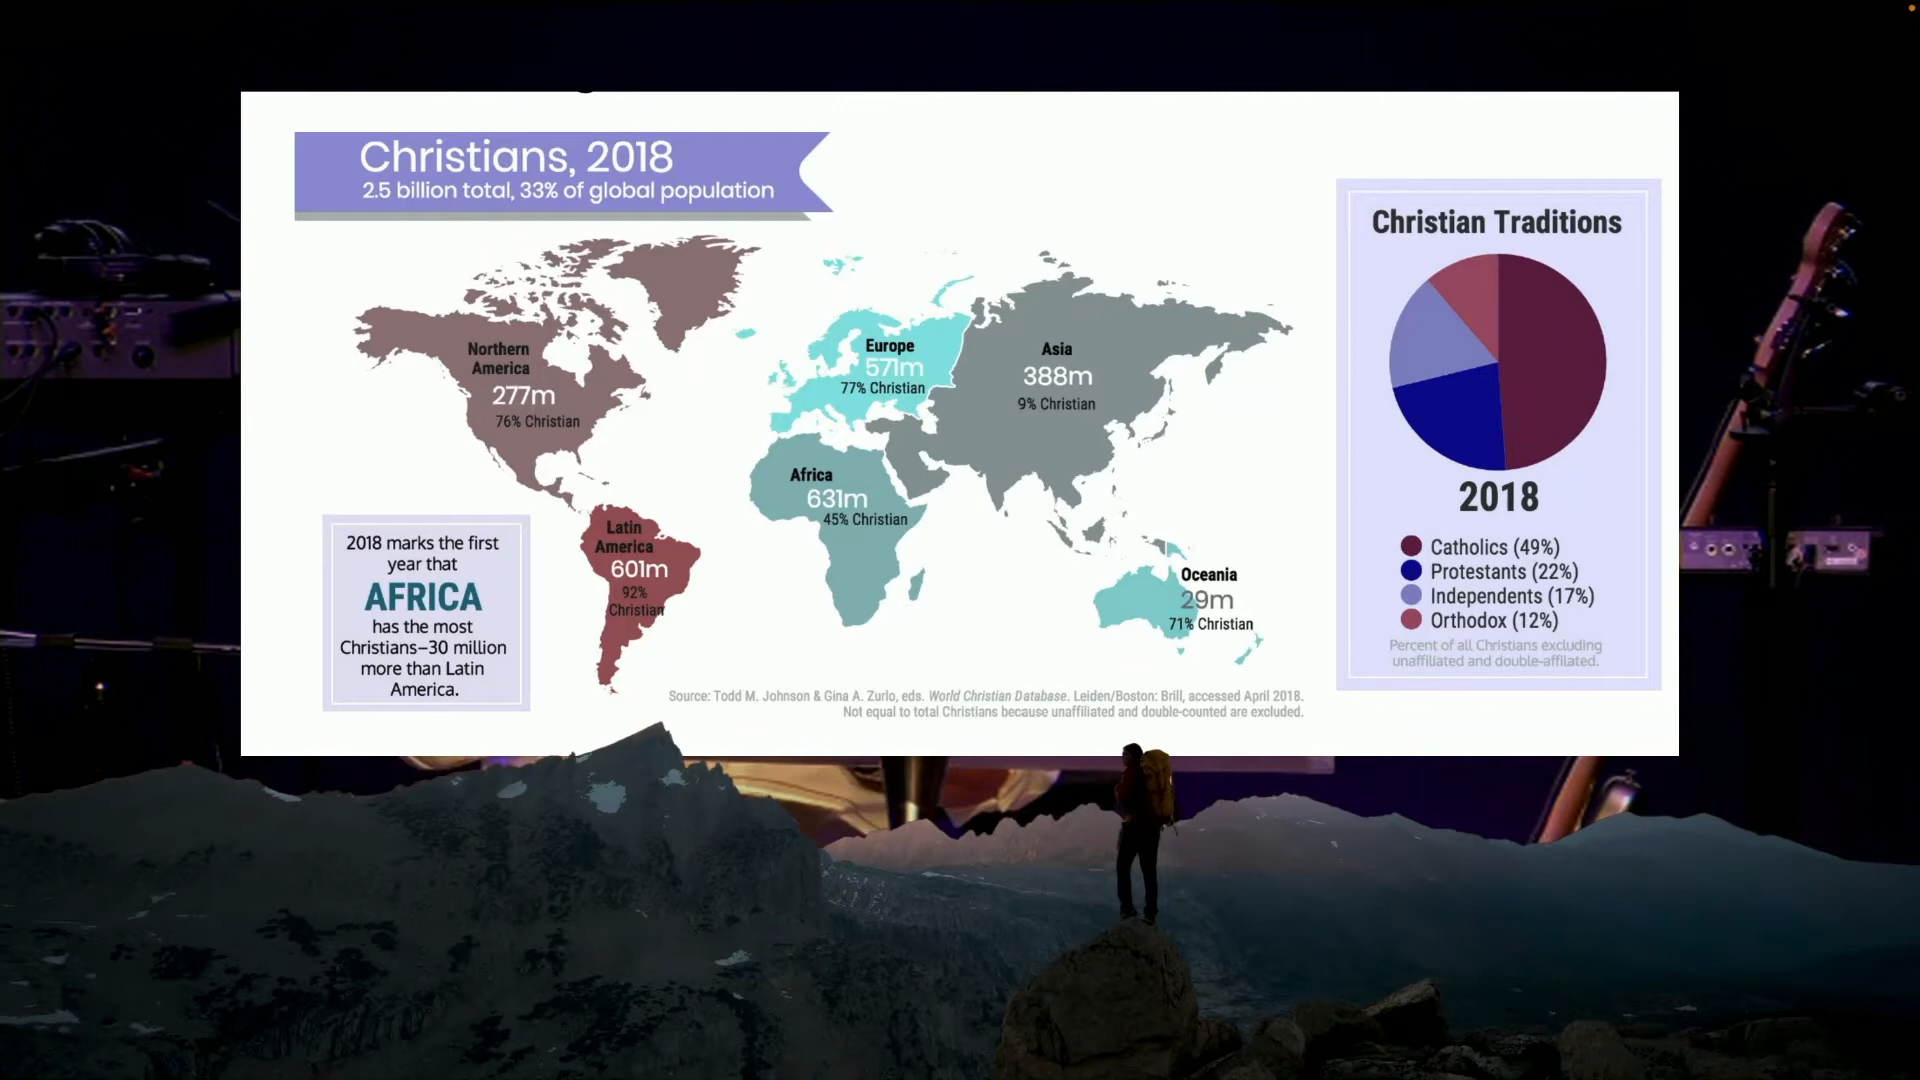 Christians, 2018
2.5 billion total, 33% of global population
Northern
America
277m
76% Christian
Europe
571m
77% Christian
Asia
388m
9% Christian
Africa
631m
45% Christian
Latin
America
601m
92%
Christian
Oceania
29m
71% Christian
2018 marks the first
year that
AFRICA
has the most
Christians–30 million
more than Latin
America.
Source: Todd M. Johnson & Gina A. Zurlo, eds. World Christian Database. Leiden/Boston: Brill, accessed April 2018.
Not equal to total Christians because unaffiliated and double-counted are excluded.
Christian Traditions
2018
Catholics (49%)
Protestants (22%)
Independents (17%)
Orthodox (12%)
Percent of all Christians excluding
unaffiliated and double-affilated.